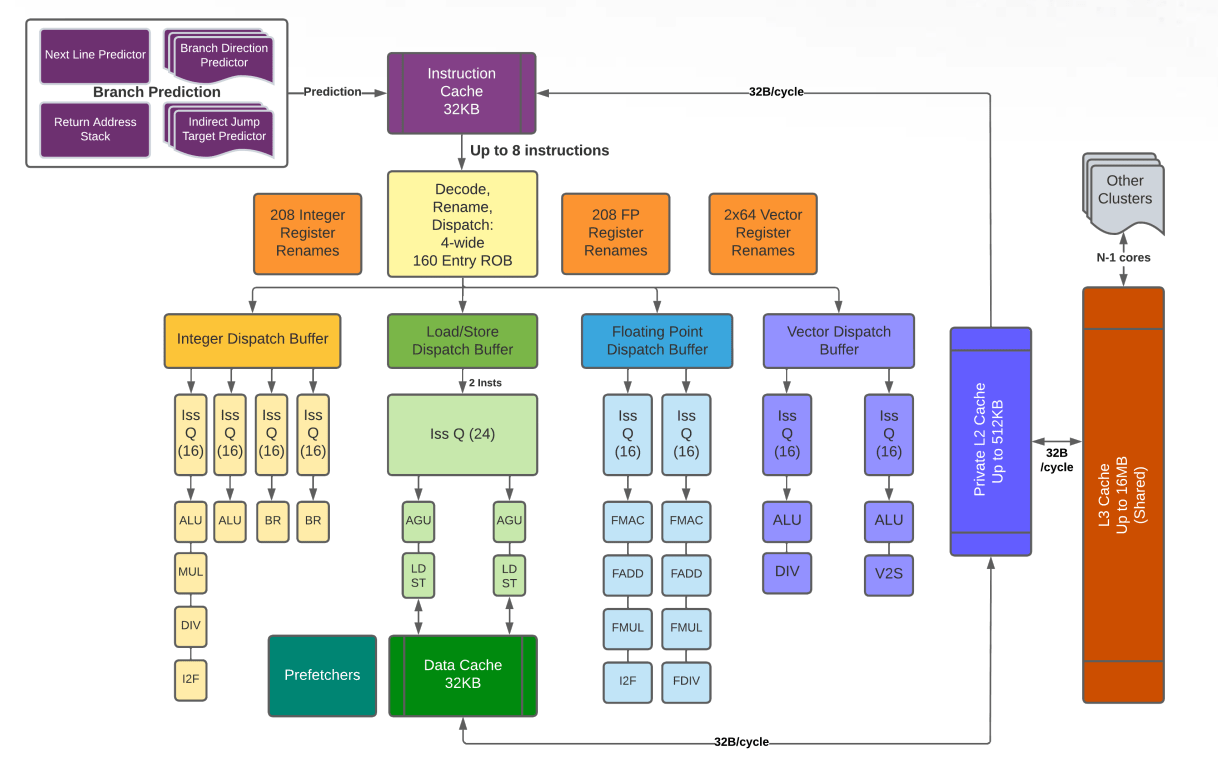 Next Line Predictor
Branch Direction
Predictor
Branch Prediction
Return Address
Stack
Indirect Jump
Target Predictor
Prediction
Instruction
Cache
32KB
32B/cycle
Up to 8 instructions
Decode,
Rename,
Dispatch:
4-wide
160 Entry ROB
208 Integer
Register
Renames
208 FP
Register
Renames
2x64 Vector
Register
Renames
Other
Clusters
N-1 cores
Integer Dispatch Buffer
Load/Store
Dispatch Buffer
Floating Point
Dispatch Buffer
Vector Dispatch
Buffer
2 Insts
Iss
Q
(16)
Iss
Q
(16)
Iss
Q
(16)
Iss
Q
(16)
Iss Q (24)
Iss
Q
(16)
Iss
Q
(16)
Iss
Q
(16)
Iss
Q
(16)
ALU
ALU
BR
BR
MUL
DIV
I2F
AGU
AGU
LD
ST
LD
ST
FMAC
FMAC
FADD
FADD
FMUL
FMUL
I2F
FDIV
ALU
ALU
DIV
V2S
Prefetchers
Data Cache
32KB
32B/cycle
Private L2 Cache
Up to 512KB
32B
/cycle
L3 Cache
Up to 16MB
(Shared)